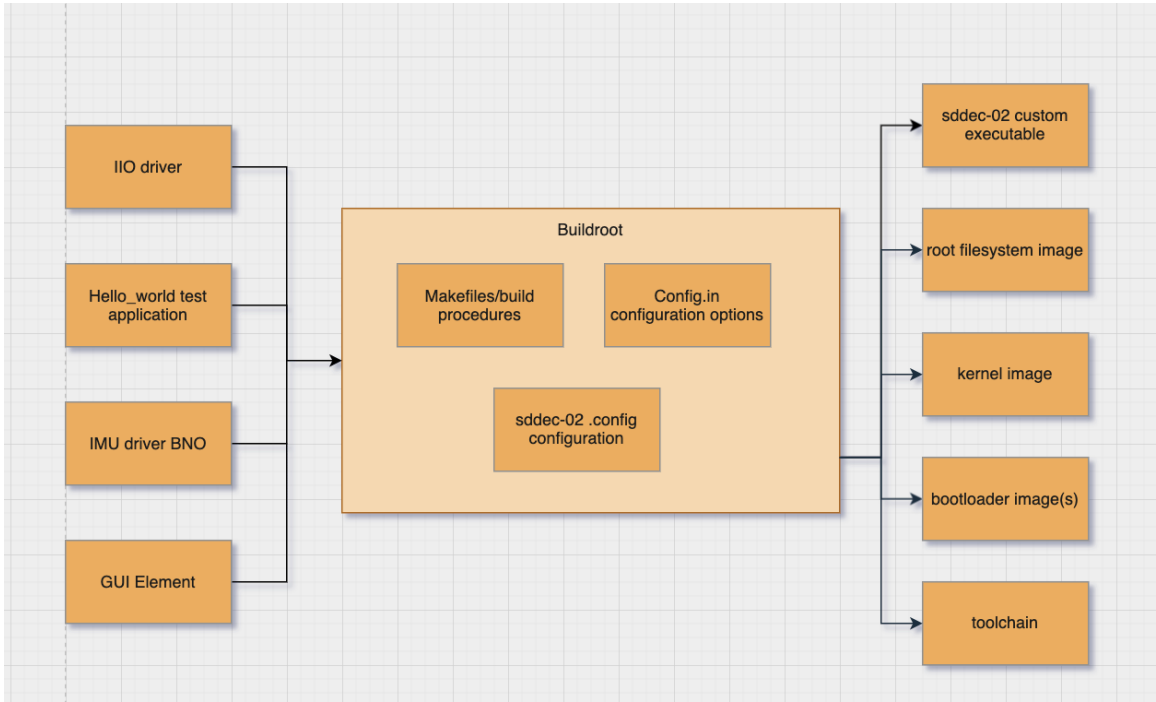 IIO driver
Hello_world test
application
IMU driver BNO
GUI Element
Buildroot
Makefiles/build
procedures
Config.in
configuration options
sddec-02 .config
configuration
sddec-02 custom
executable
root filesystem image
kernel image
bootloader image(s)
toolchain